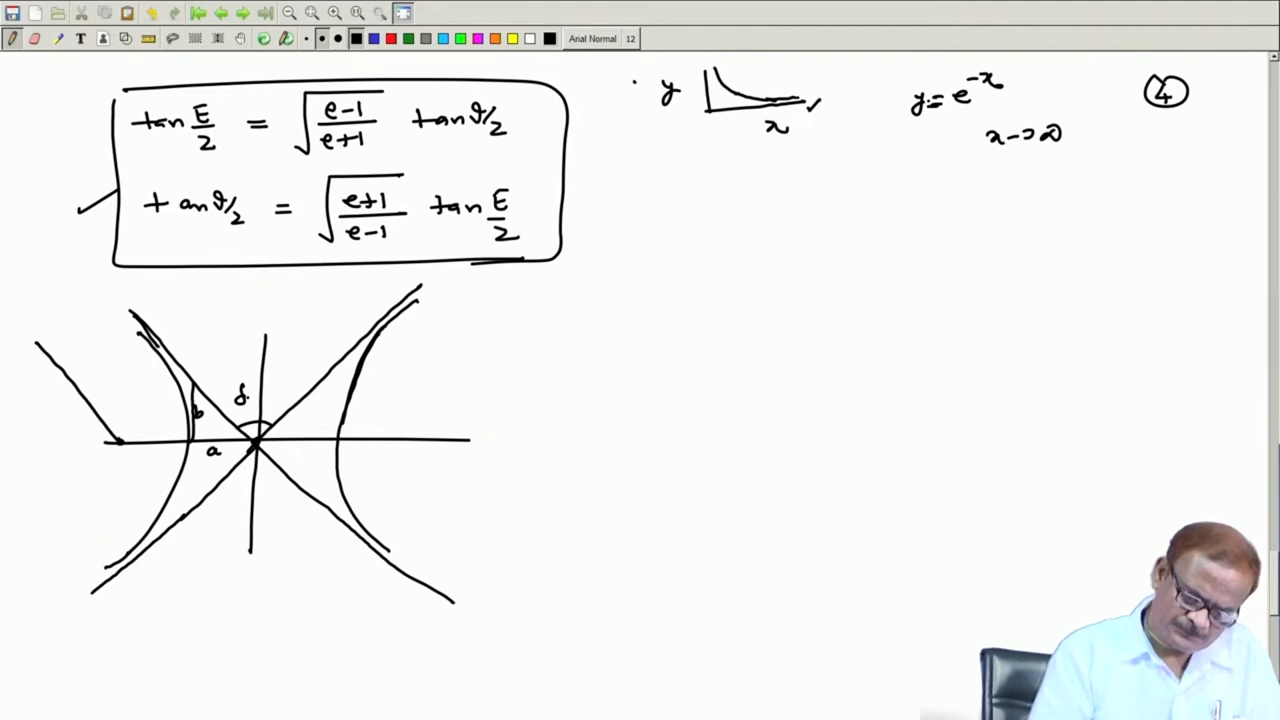 Arial Normal 12
tan E/2 = √((e-1)/(e+1)) tan ϑ/2
tan ϑ/2 = √((e+1)/(e-1)) tan E/2
y
x
y = e^-x
x → ∞
4
δ
b
a